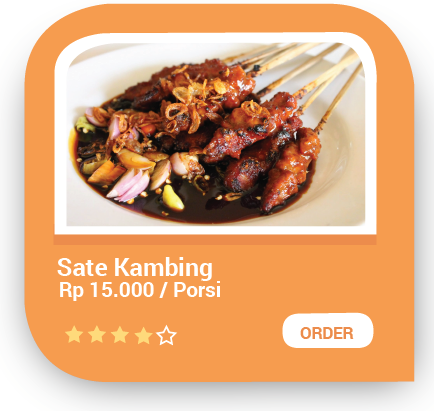 Sate Kambing
Rp 15.000 / Porsi
ORDER